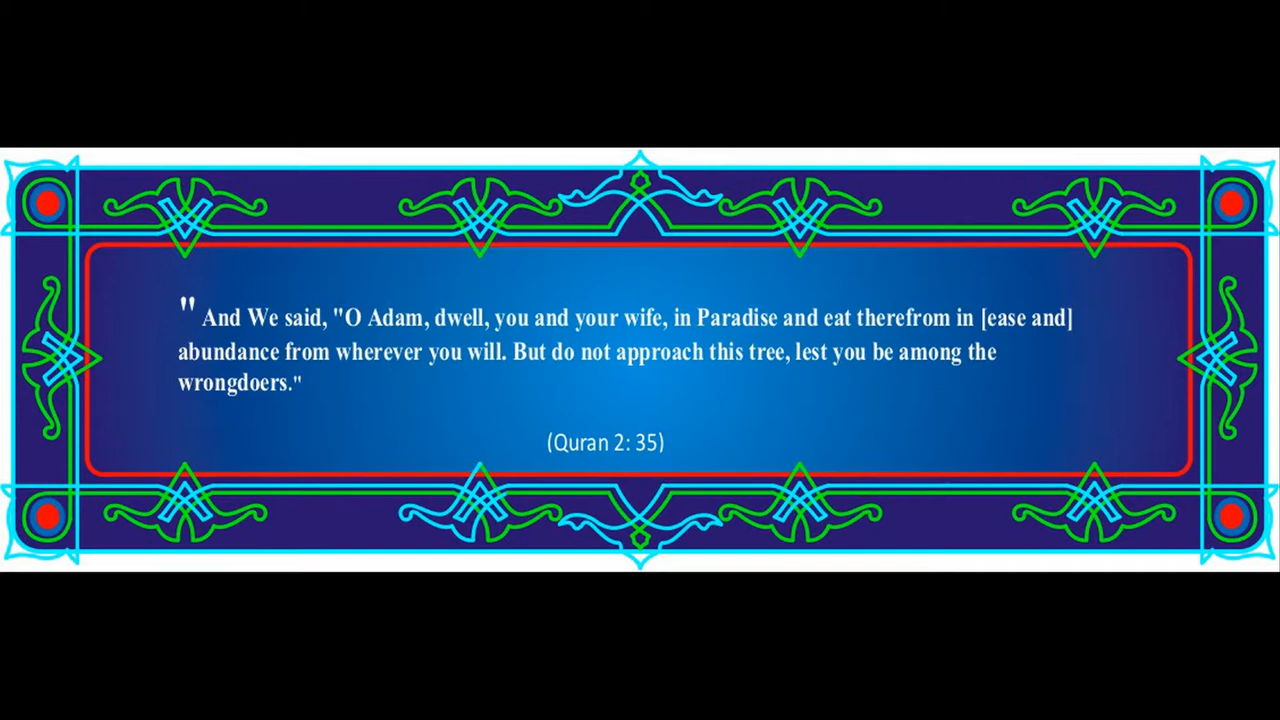 " And We said, "O Adam, dwell, you and your wife, in Paradise and eat therefrom in [ease and]
abundance from wherever you will. But do not approach this tree, lest you be among the
wrongdoers."
(Quran 2: 35)